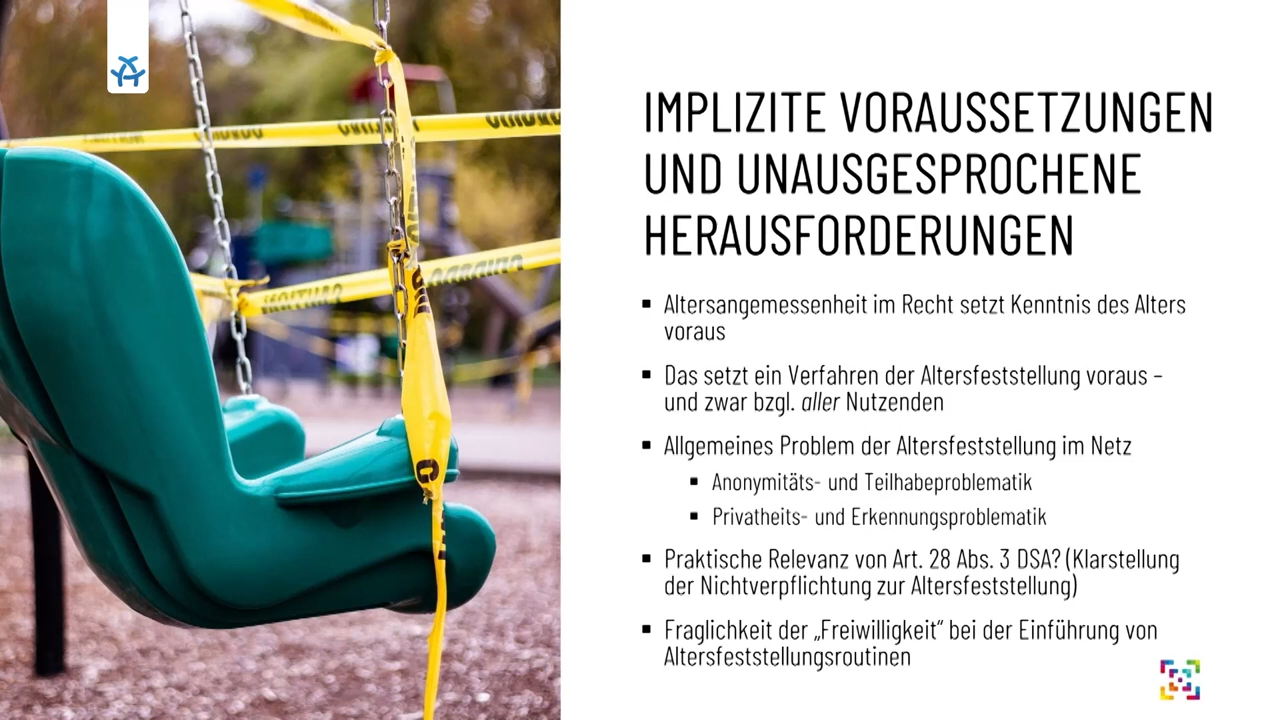 IMPLIZITE VORAUSSETZUNGEN
UND UNAUSGESPROCHENE
HERAUSFORDERUNGEN
▪ Altersangemessenheit im Recht setzt Kenntnis des Alters
voraus
▪ Das setzt ein Verfahren der Altersfeststellung voraus –
und zwar bzgl. aller Nutzenden
▪ Allgemeines Problem der Altersfeststellung im Netz
▪ Anonymitäts- und Teilhabeproblematik
▪ Privatheits- und Erkennungsproblematik
▪ Praktische Relevanz von Art. 28 Abs. 3 DSA? (Klarstellung
der Nichtverpflichtung zur Altersfeststellung)
▪ Fraglichkeit der „Freiwilligkeit“ bei der Einführung von
Altersfeststellungsroutinen